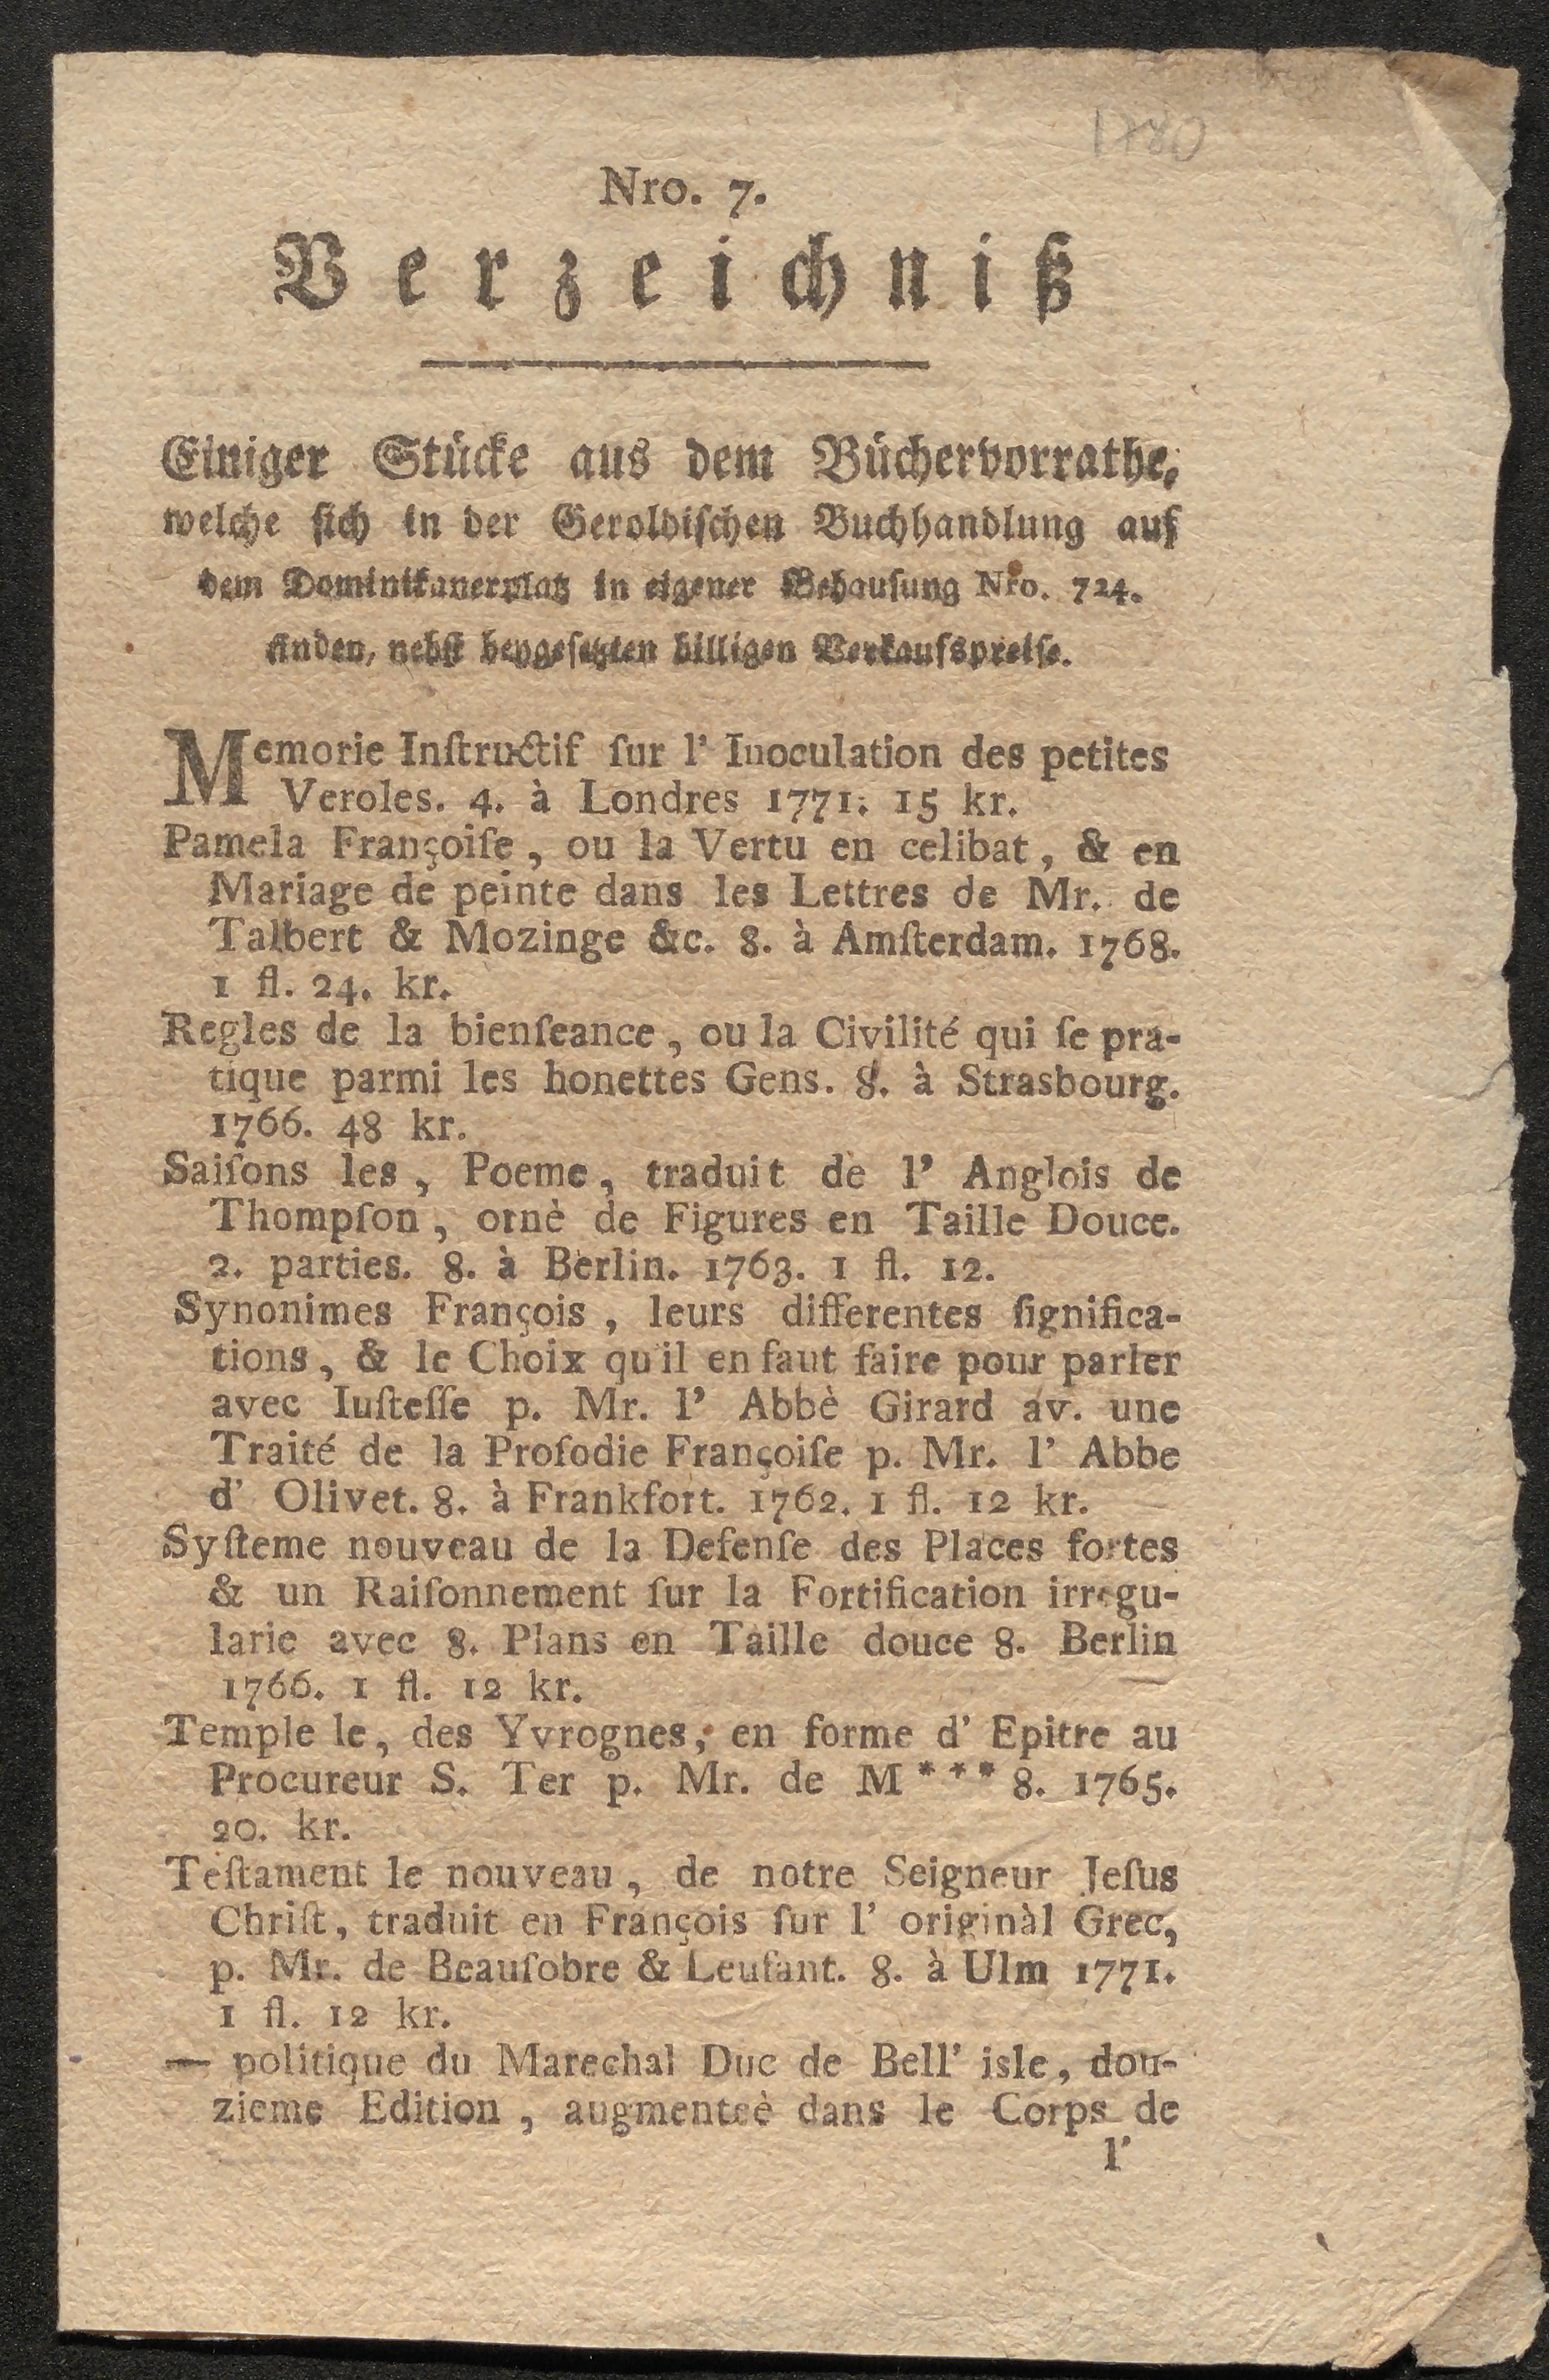 1780
Nro. 7.
Verzeichniß
Einiger Stücke aus dem Büchervorrathe,
welche ſich in der Geroldiſchen Buchhandlung auf
dem Dominikanerplatz in eigener Behauſung Nro. 724.
finden, nebſt beygeſetzten billigen Verkaufspreiſe.
Memorie Inſtructif ſur l' Inoculation des petites
Veroles. 4. à Londres 1771. 15 kr.
Pamela Françoiſe, ou la Vertu en celibat, & en
Mariage de peinte dans les Lettres de Mr. de
Talbert & Mozinge &c. 8. à Amſterdam. 1768.
1 fl. 24. kr.
Regles de la bienſeance, ou la Civilité qui ſe pra-
tique parmi les honettes Gens. 8. à Strasbourg.
1766. 48 kr.
Saiſons les, Poeme, traduit de l' Anglois de
Thompſon, ornè de Figures en Taille Douce.
2. parties. 8. à Berlin. 1763. 1 fl. 12.
Synonimes François, leurs differentes ſignifica-
tions, & le Choix qu'il en faut faire pour parler
avec Iuſteſſe p. Mr. l' Abbè Girard av. une
Traité de la Proſodie Françoiſe p. Mr. l' Abbe
d' Olivet. 8. à Frankfort. 1762. 1 fl. 12 kr.
Syſteme nouveau de la Defenſe des Places fortes
& un Raiſonnement ſur la Fortification irregu-
larie avec 8. Plans en Taille douce 8. Berlin
1766. 1 fl. 12 kr.
Temple le, des Yvrognes, en forme d' Epitre au
Procureur S. Ter p. Mr. de M*** 8. 1765.
20. kr.
Teſtament le nouveau, de notre Seigneur Jeſus
Chriſt, traduit en François ſur l' originàl Grec,
p. Mr. de Beauſobre & Leufant. 8. à Ulm 1771.
1 fl. 12 kr.
— politique du Marechal Duc de Bell' isle, dou-
zieme Edition, augmenteè dans le Corps de
l'